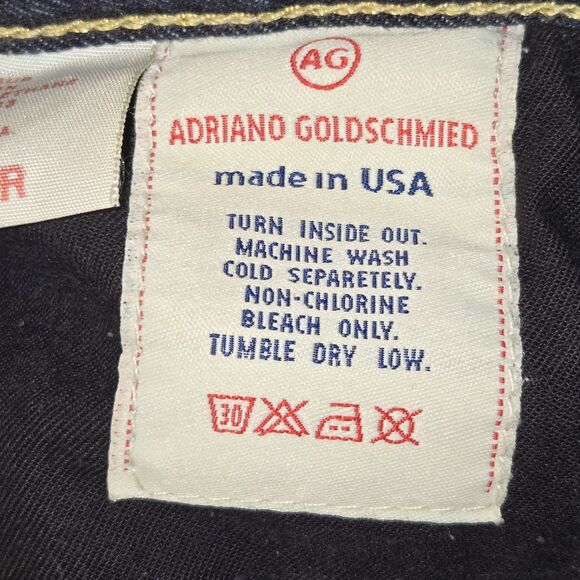 AG
ADRIANO GOLDSCHMIED
made in USA
TURN INSIDE OUT.
MACHINE WASH
COLD SEPARETELY.
NON-CHLORINE
BLEACH ONLY.
TUMBLE DRY LOW.
30
R